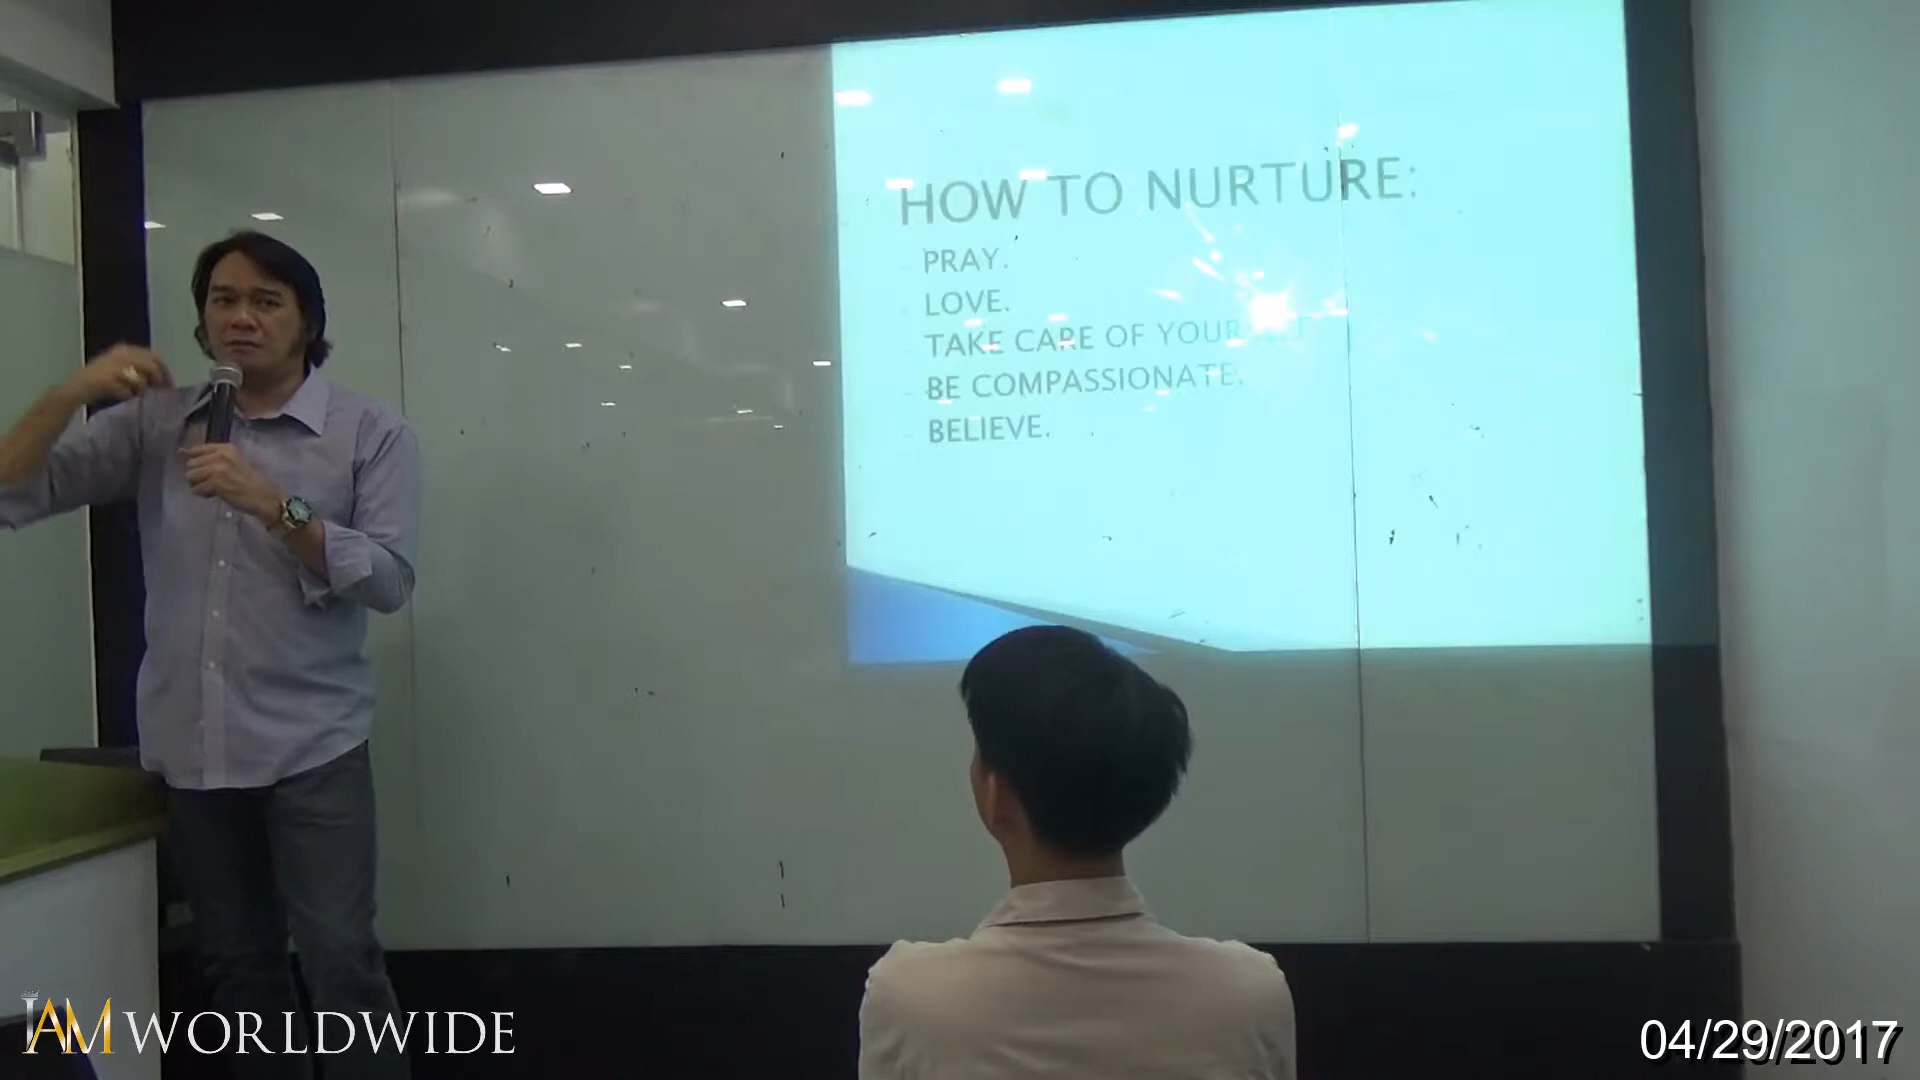 HOW TO NURTURE:
PRAY.
LOVE.
TAKE CARE OF YOUR
BE COMPASSIONATE.
BELIEVE.
IAM WORLDWIDE
04/29/2017